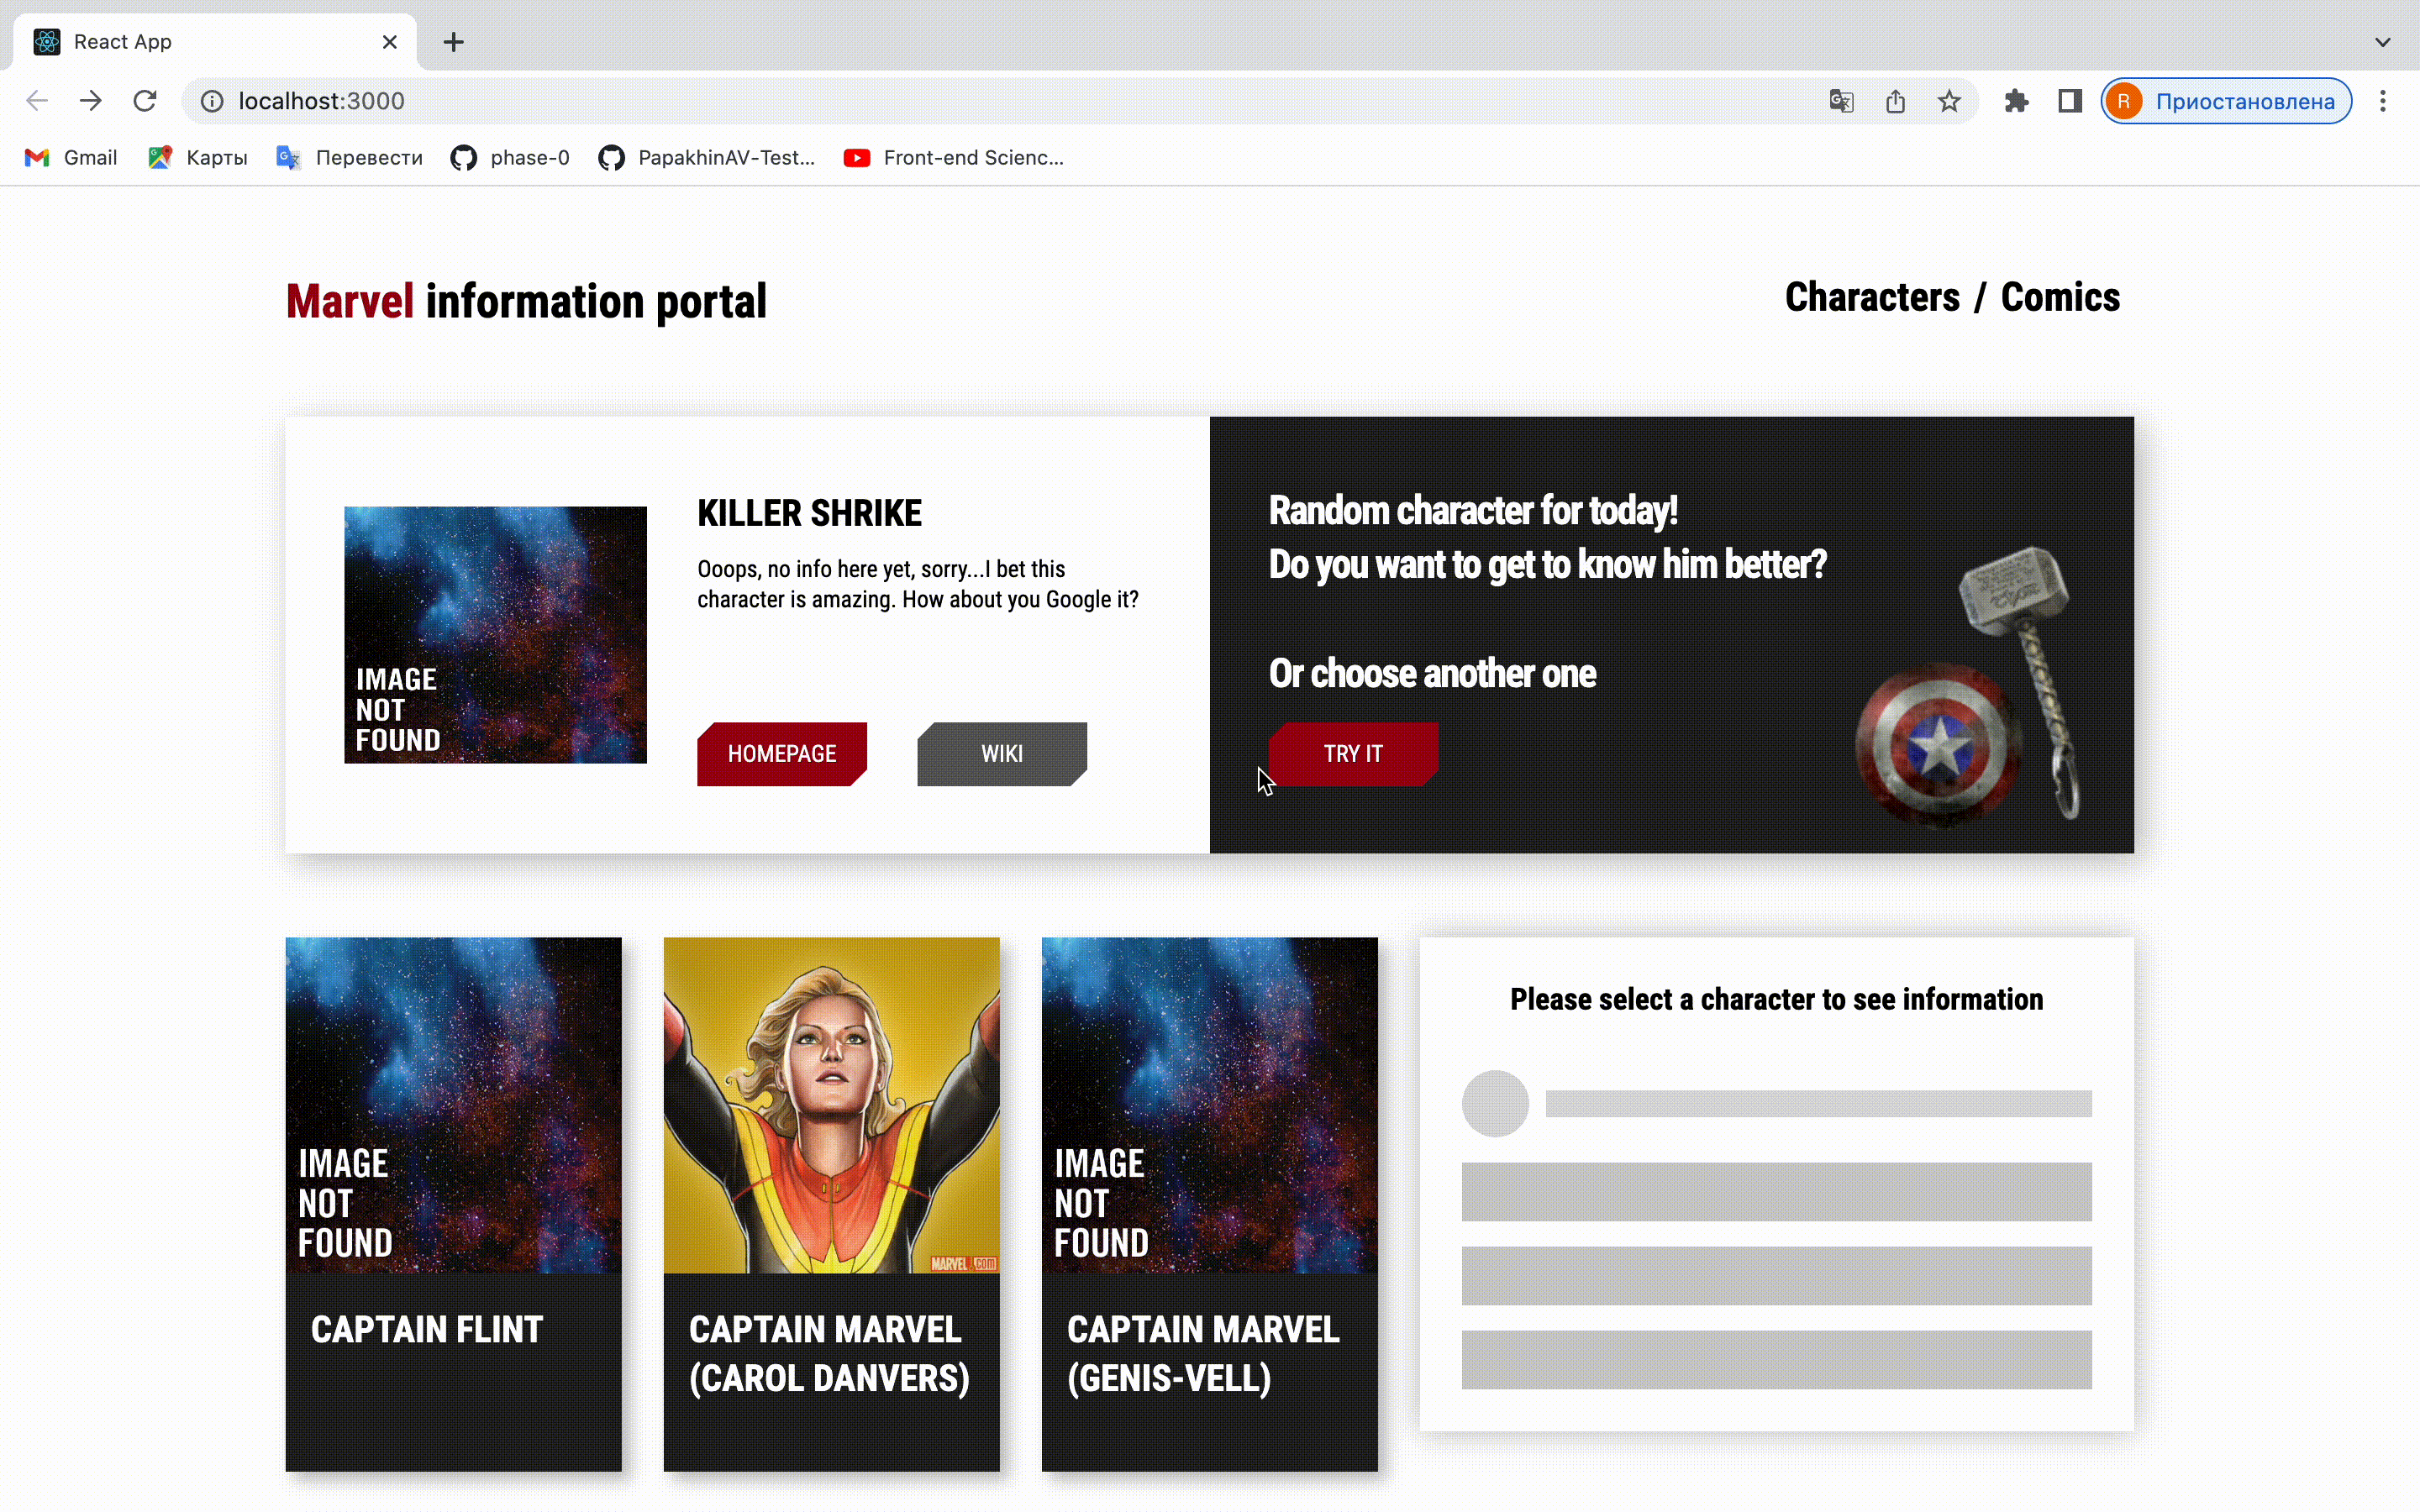 React App
localhost:3000
R Приостановлена
Gmail Карты Перевести phase-0 PapakhinAV-Test... Front-end Scienc...
Marvel information portal
Characters / Comics
KILLER SHRIKE
Ooops, no info here yet, sorry...I bet this
character is amazing. How about you Google it?
IMAGE
NOT
FOUND
HOMEPAGE WIKI
Random character for today!
Do you want to get to know him better?
Or choose another one
TRY IT
IMAGE
NOT
FOUND
CAPTAIN FLINT
MARVEL.com
CAPTAIN MARVEL
(CAROL DANVERS)
IMAGE
NOT
FOUND
CAPTAIN MARVEL
(GENIS-VELL)
Please select a character to see information